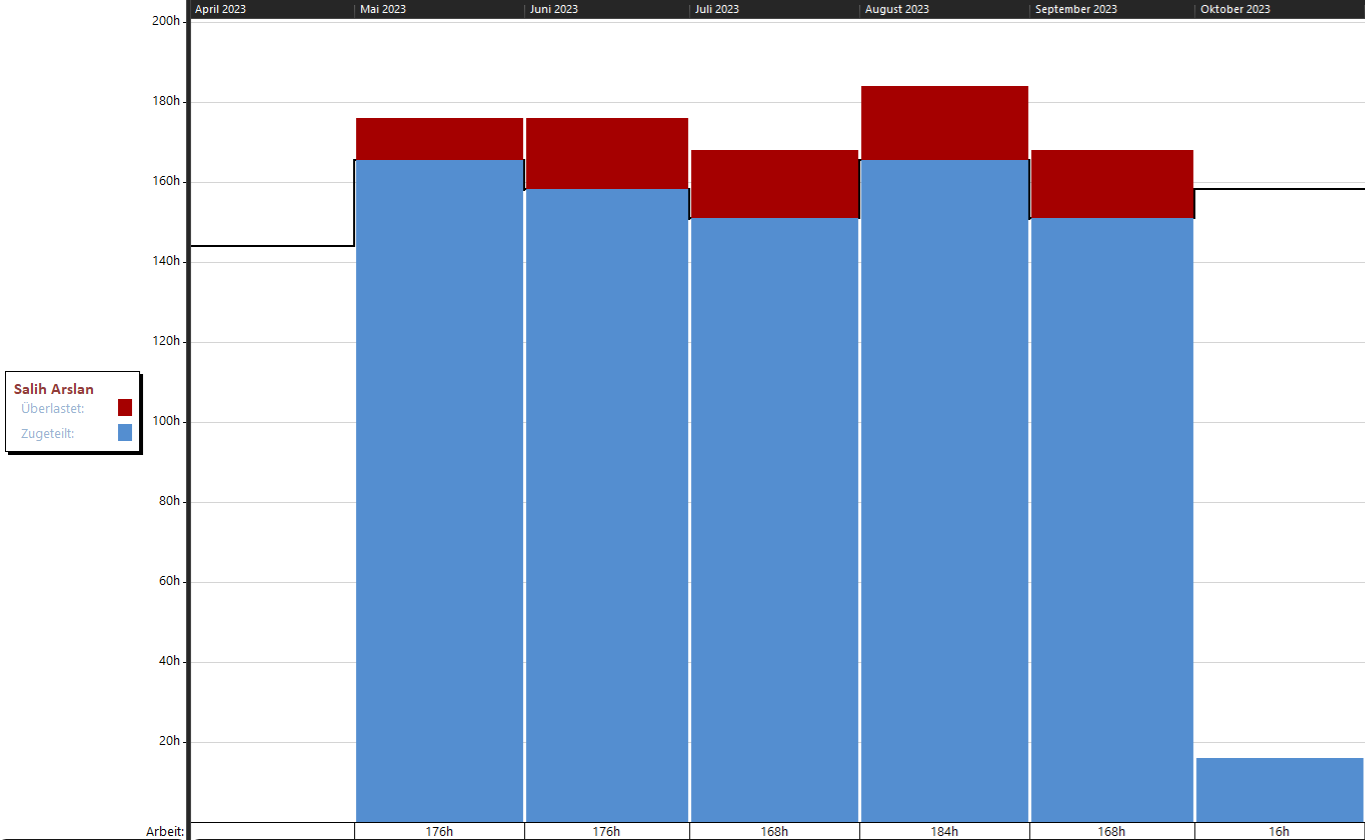 April 2023 Mai 2023 Juni 2023 Juli 2023 August 2023 September 2023 Oktober 2023
200h
180h
160h
140h
120h
100h
80h
60h
40h
20h
Salih Arslan
Überlastet:
Zugeteilt:
Arbeit: 176h 176h 168h 184h 168h 16h